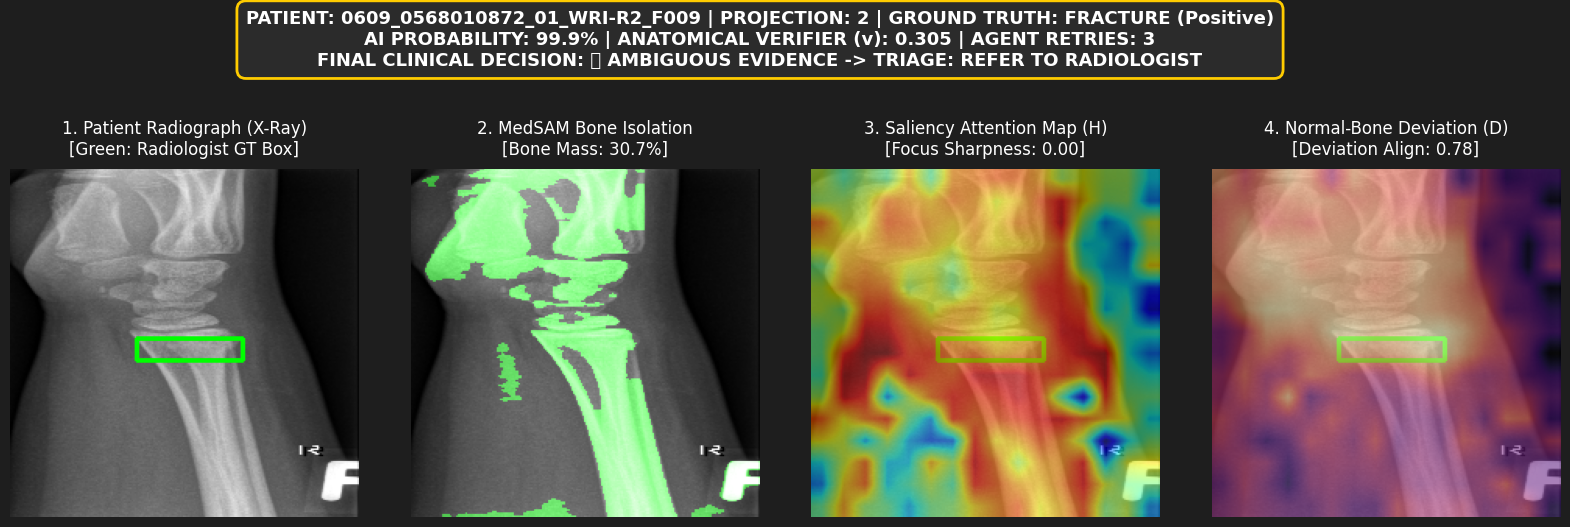 PATIENT: 0609_0568010872_01_WRI-R2_F009 | PROJECTION: 2 | GROUND TRUTH: FRACTURE (Positive)
AI PROBABILITY: 99.9% | ANATOMICAL VERIFIER (v): 0.305 | AGENT RETRIES: 3
FINAL CLINICAL DECISION: ▯ AMBIGUOUS EVIDENCE -> TRIAGE: REFER TO RADIOLOGIST
1. Patient Radiograph (X-Ray)
[Green: Radiologist GT Box]
2. MedSAM Bone Isolation
[Bone Mass: 30.7%]
3. Saliency Attention Map (H)
[Focus Sharpness: 0.00]
4. Normal-Bone Deviation (D)
[Deviation Align: 0.78]
F
F
F
F